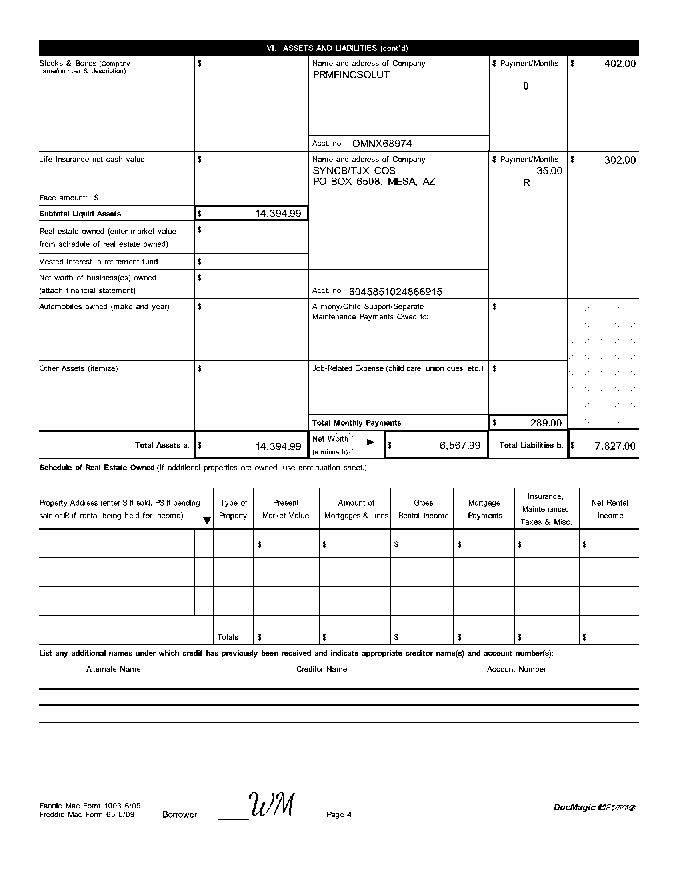 VI. ASSETS AND LIABILITIES (cont'd)
Stocks & Bonds (Company
name/number & description)
$
Name and address of Company
PRMFINCSOLUT
$ Payment/Months
0
$ 402.00
Acct. no. OMNX68974
Life Insurance net cash value
$
Name and address of Company
SYNCB/TJX COS
PO BOX 6508, MESA, AZ
$ Payment/Months
35.00
R
$ 302.00
Face amount: $
Subtotal Liquid Assets
$ 14,394.99
Real estate owned (enter market value
from schedule of real estate owned)
$
Vested interest in retirement fund
$
Net worth of business(es) owned
(attach financial statement)
$
Acct. no.
Automobiles owned (make and year)
$
Alimony/Child Support/Separate
Maintenance Payments Owed to:
$
Other Assets (itemize)
$
Job-Related Expense (child care, union dues, etc.)
$
Total Monthly Payments
$ 289.00
Total Assets a.
$ 14,394.99
Net Worth
(a minus b)
$ 6,567.99
Total Liabilities b.
$ 7,827.00
Schedule of Real Estate Owned (If additional properties are owned, use continuation sheet.)
Property Address (enter S if sold, PS if pending
sale or R if rental being held for income)
Type of
Property
Present
Market Value
Amount of
Mortgages & Liens
Gross
Rental Income
Mortgage
Payments
Insurance,
Maintenance,
Taxes & Misc.
Net Rental
Income
$ $ $ $ $ $
Totals $ $ $ $ $ $
List any additional names under which credit has previously been received and indicate appropriate creditor name(s) and account number(s):
Alternate Name Creditor Name Account Number
Fannie Mae Form 1003 6/05
Freddie Mac Form 65
Borrower WM
Page 4
DocMagic